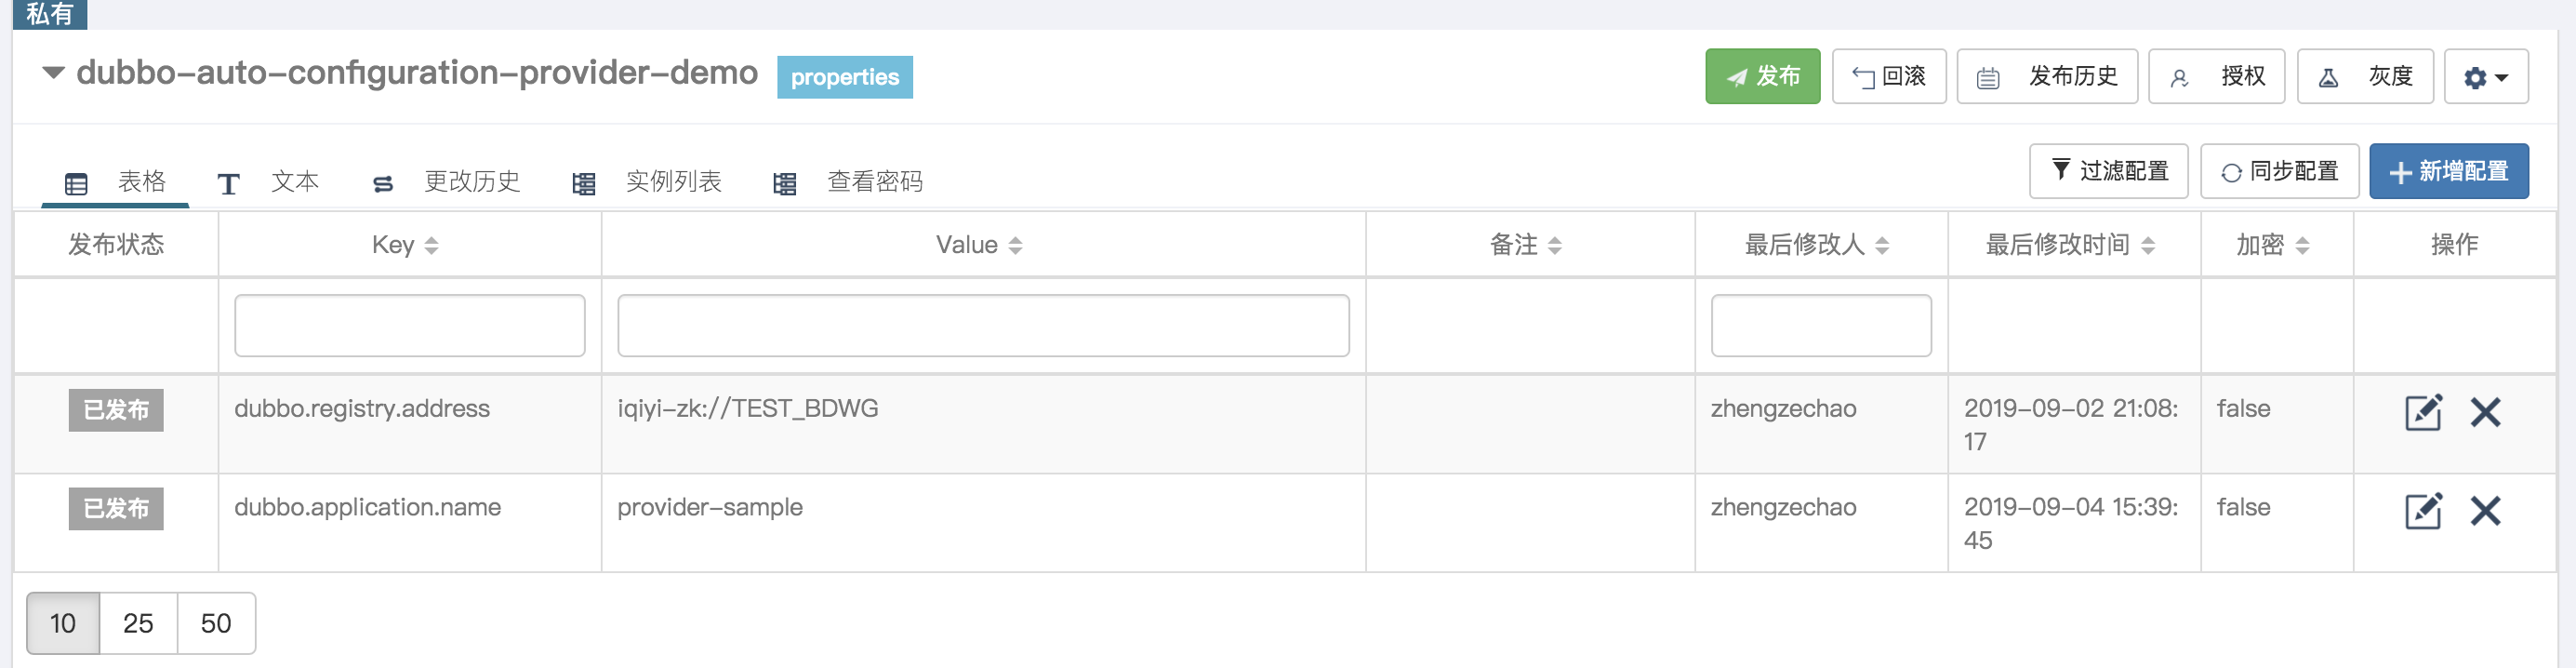 私有
dubbo-auto-configuration-provider-demo properties 发布 回滚 发布历史 授权 灰度
表格 文本 更改历史 实例列表 查看密码 过滤配置 同步配置 新增配置
发布状态 Key Value 备注 最后修改人 最后修改时间 加密 操作
已发布 dubbo.registry.address iqiyi-zk://TEST_BDWG zhengzechao 2019-09-02 21:08: false
17
已发布 dubbo.application.name provider-sample zhengzechao 2019-09-04 15:39: false
45
10 25 50